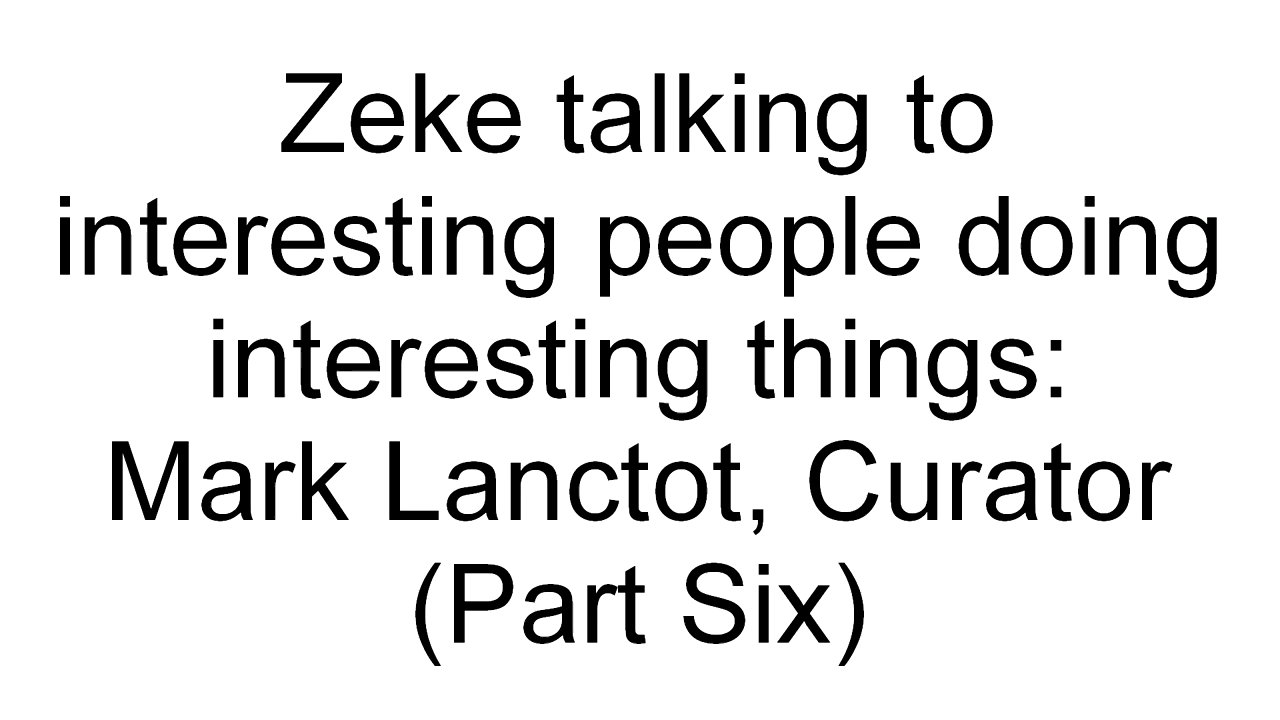 Zeke talking to
interesting people doing
interesting things:
Mark Lanctot, Curator
(Part Six)